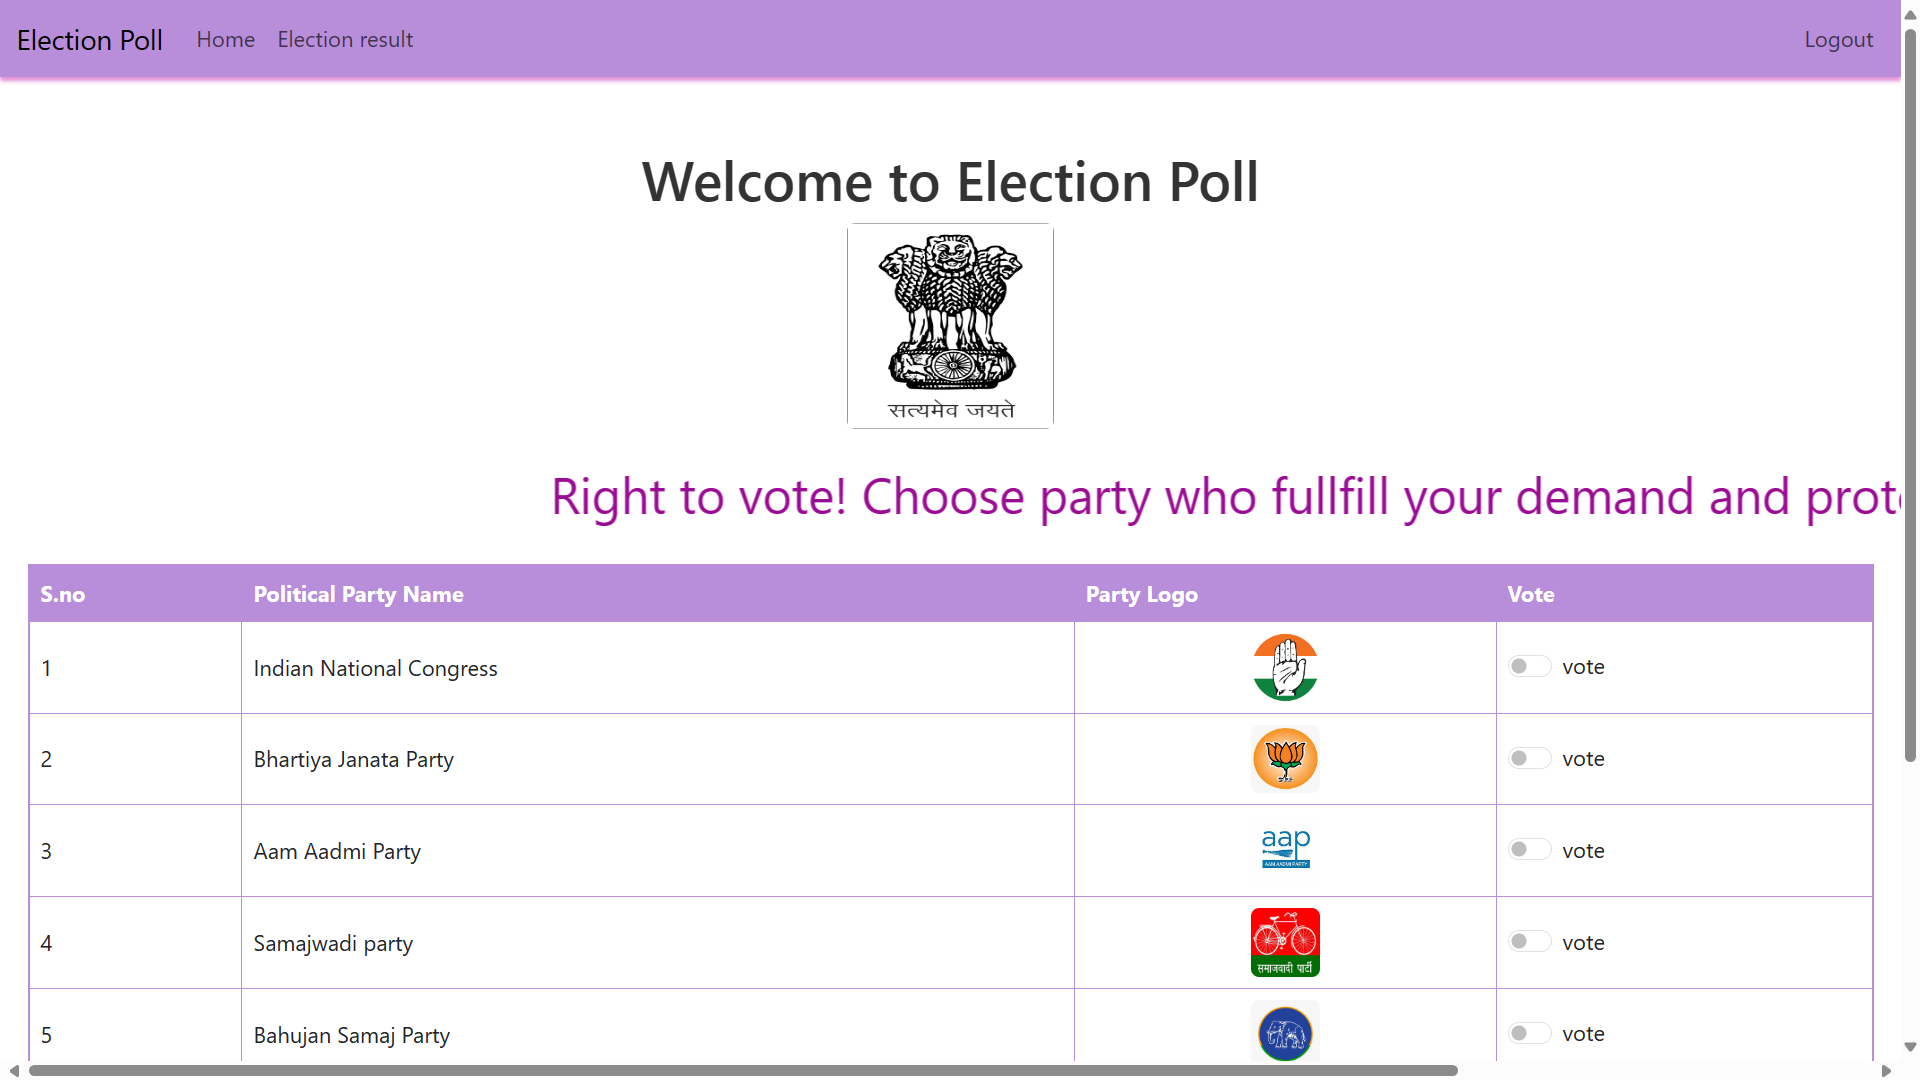 Election Poll Home Election result Logout
Welcome to Election Poll
सत्यमेव जयते
Right to vote! Choose party who fullfill your demand and prote
S.no Political Party Name Party Logo Vote
1 Indian National Congress vote
2 Bhartiya Janata Party vote
3 Aam Aadmi Party aap AAM AADMI PARTY vote
4 Samajwadi party समाजवादी पार्टी vote
5 Bahujan Samaj Party vote